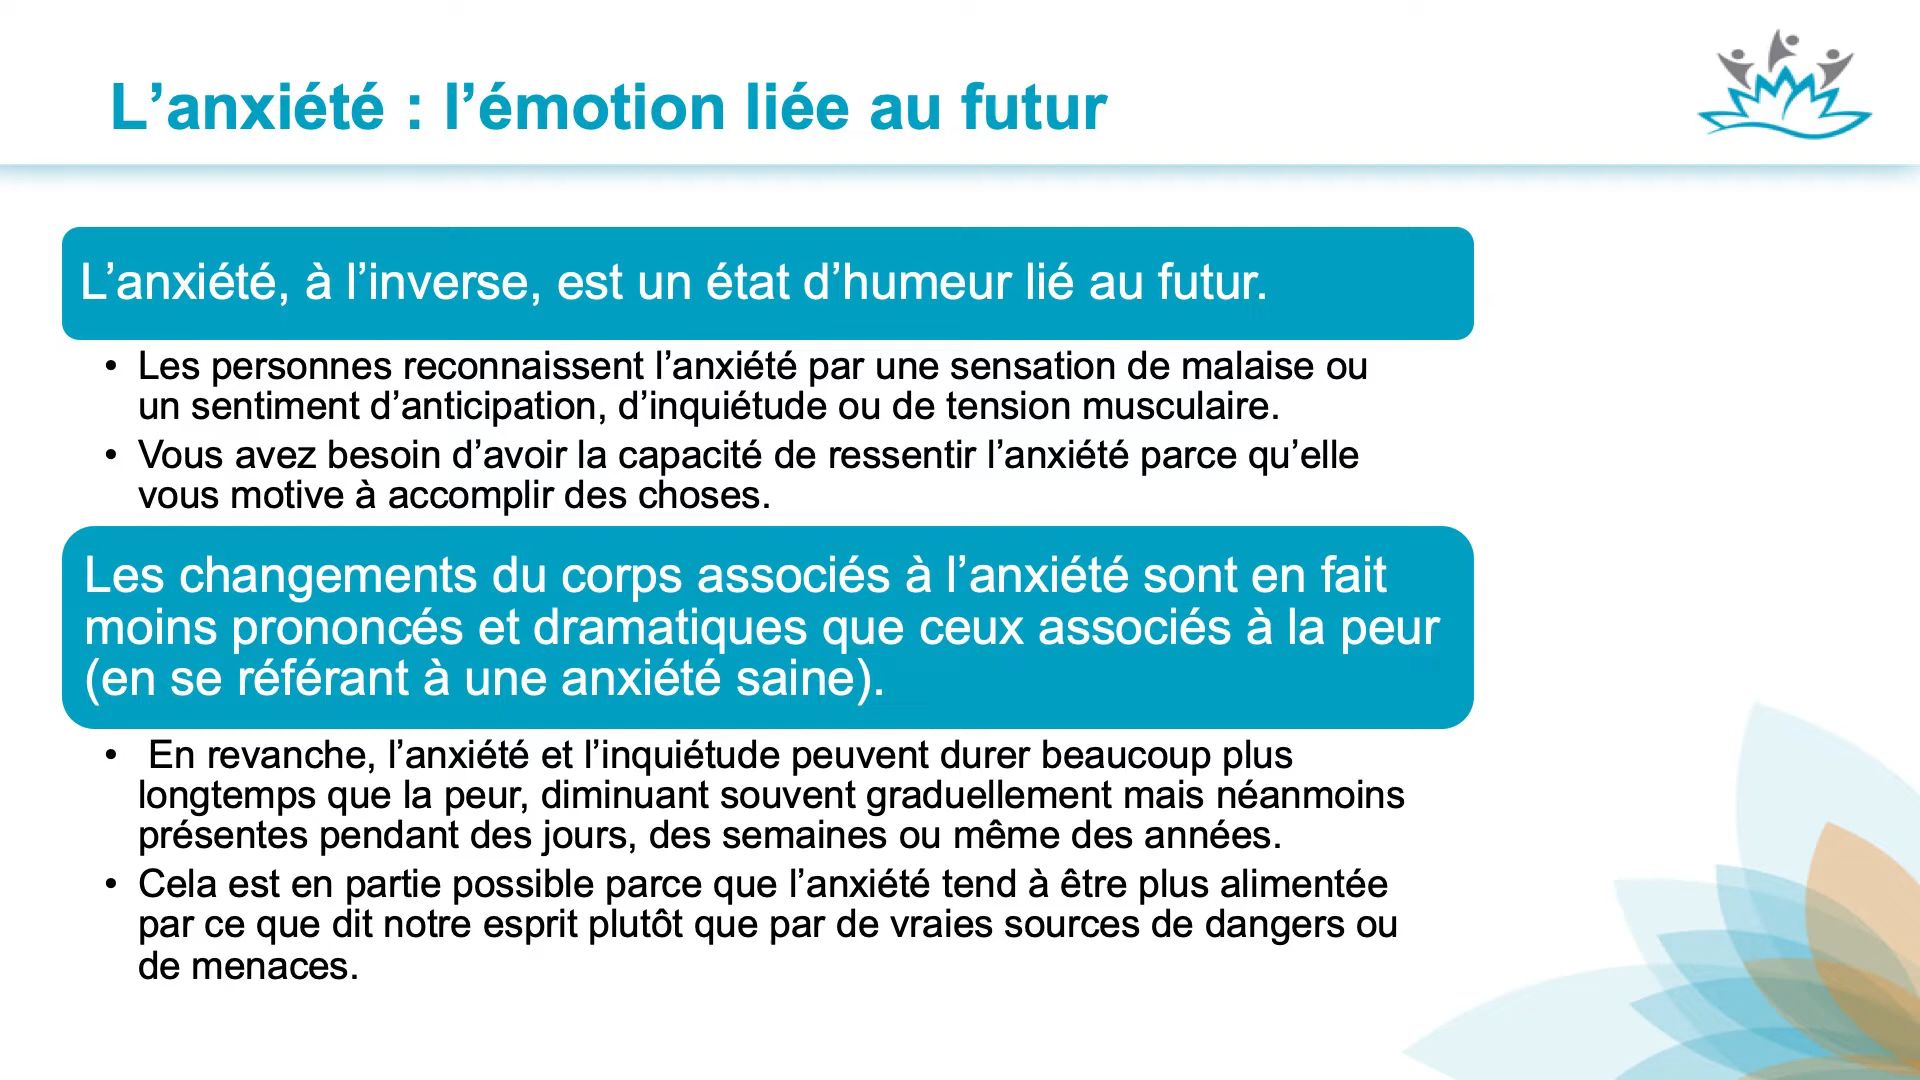 L’anxiété : l’émotion liée au futur
L’anxiété, à l’inverse, est un état d’humeur lié au futur.
• Les personnes reconnaissent l’anxiété par une sensation de malaise ou
un sentiment d’anticipation, d’inquiétude ou de tension musculaire.
• Vous avez besoin d’avoir la capacité de ressentir l’anxiété parce qu’elle
vous motive à accomplir des choses.
Les changements du corps associés à l’anxiété sont en fait
moins prononcés et dramatiques que ceux associés à la peur
(en se référant à une anxiété saine).
• En revanche, l’anxiété et l’inquiétude peuvent durer beaucoup plus
longtemps que la peur, diminuant souvent graduellement mais néanmoins
présentes pendant des jours, des semaines ou même des années.
• Cela est en partie possible parce que l’anxiété tend à être plus alimentée
par ce que dit notre esprit plutôt que par de vraies sources de dangers ou
de menaces.